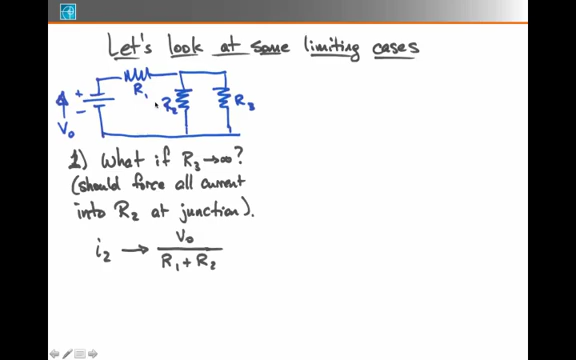 Let's look at some limiting cases
+
R₁
R₂
R₃
-
V₀
1) What if R₃→∞?
(should force all current
into R₂ at junction).
i₂ → V₀ / R₁ + R₂